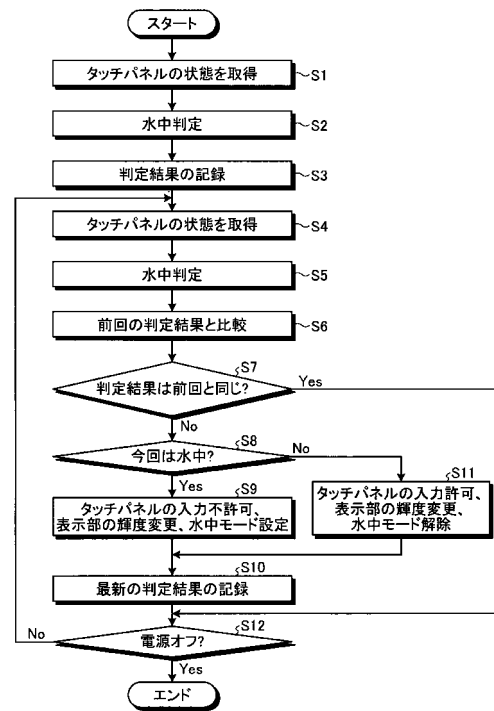 スタート
タッチパネルの状態を取得
S1
水中判定
S2
判定結果の記録
S3
タッチパネルの状態を取得
S4
水中判定
S5
前回の判定結果と比較
S6
S7
判定結果は前回と同じ?
Yes
No
S8
今回は水中?
No
Yes
S9
タッチパネルの入力不許可、
表示部の輝度変更、水中モード設定
S11
タッチパネルの入力許可、
表示部の輝度変更、
水中モード解除
S10
最新の判定結果の記録
S12
No
電源オフ?
Yes
エンド